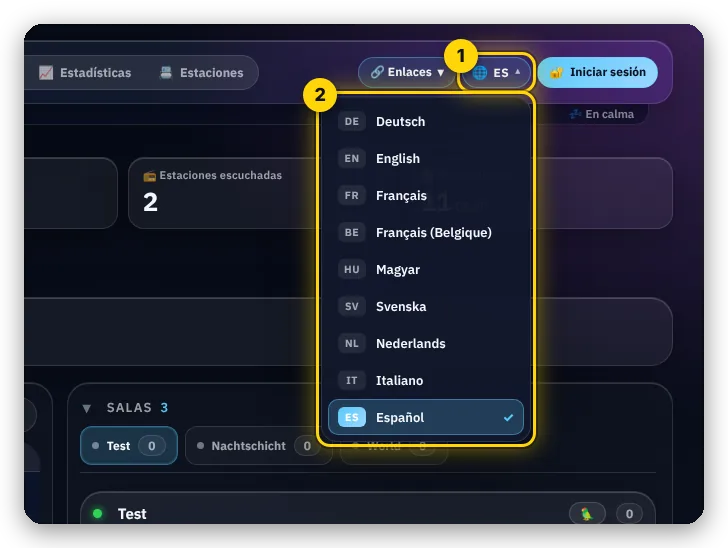 1
Estadísticas
Estaciones
Enlaces ▼
ES ▲
Iniciar sesión
2
En calma
DE Deutsch
EN English
FR Français
BE Français (Belgique)
HU Magyar
SV Svenska
NL Nederlands
IT Italiano
ES Español ✓
Estaciones escuchadas
2
▼ SALAS 3
Test 0
Nachtschicht 0
World 0
Test 0